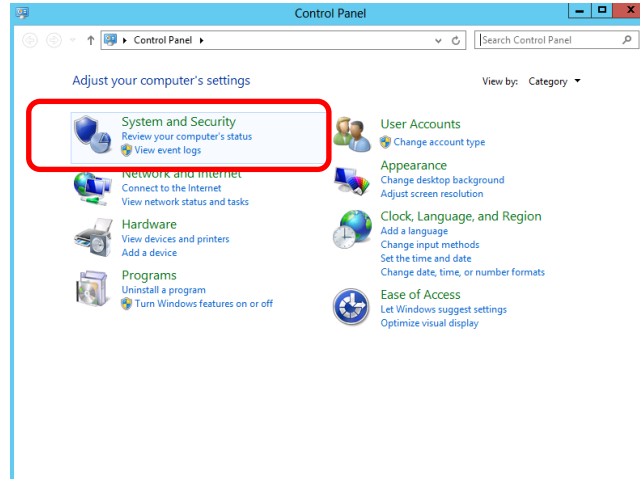 Control Panel
Control Panel
Search Control Panel
Adjust your computer's settings
View by: Category
System and Security
Review your computer's status
View event logs
Network and Internet
Connect to the Internet
View network status and tasks
Hardware
View devices and printers
Add a device
Programs
Uninstall a program
Turn Windows features on or off
User Accounts
Change account type
Appearance
Change desktop background
Adjust screen resolution
Clock, Language, and Region
Add a language
Change input methods
Set the time and date
Change date, time, or number formats
Ease of Access
Let Windows suggest settings
Optimize visual display